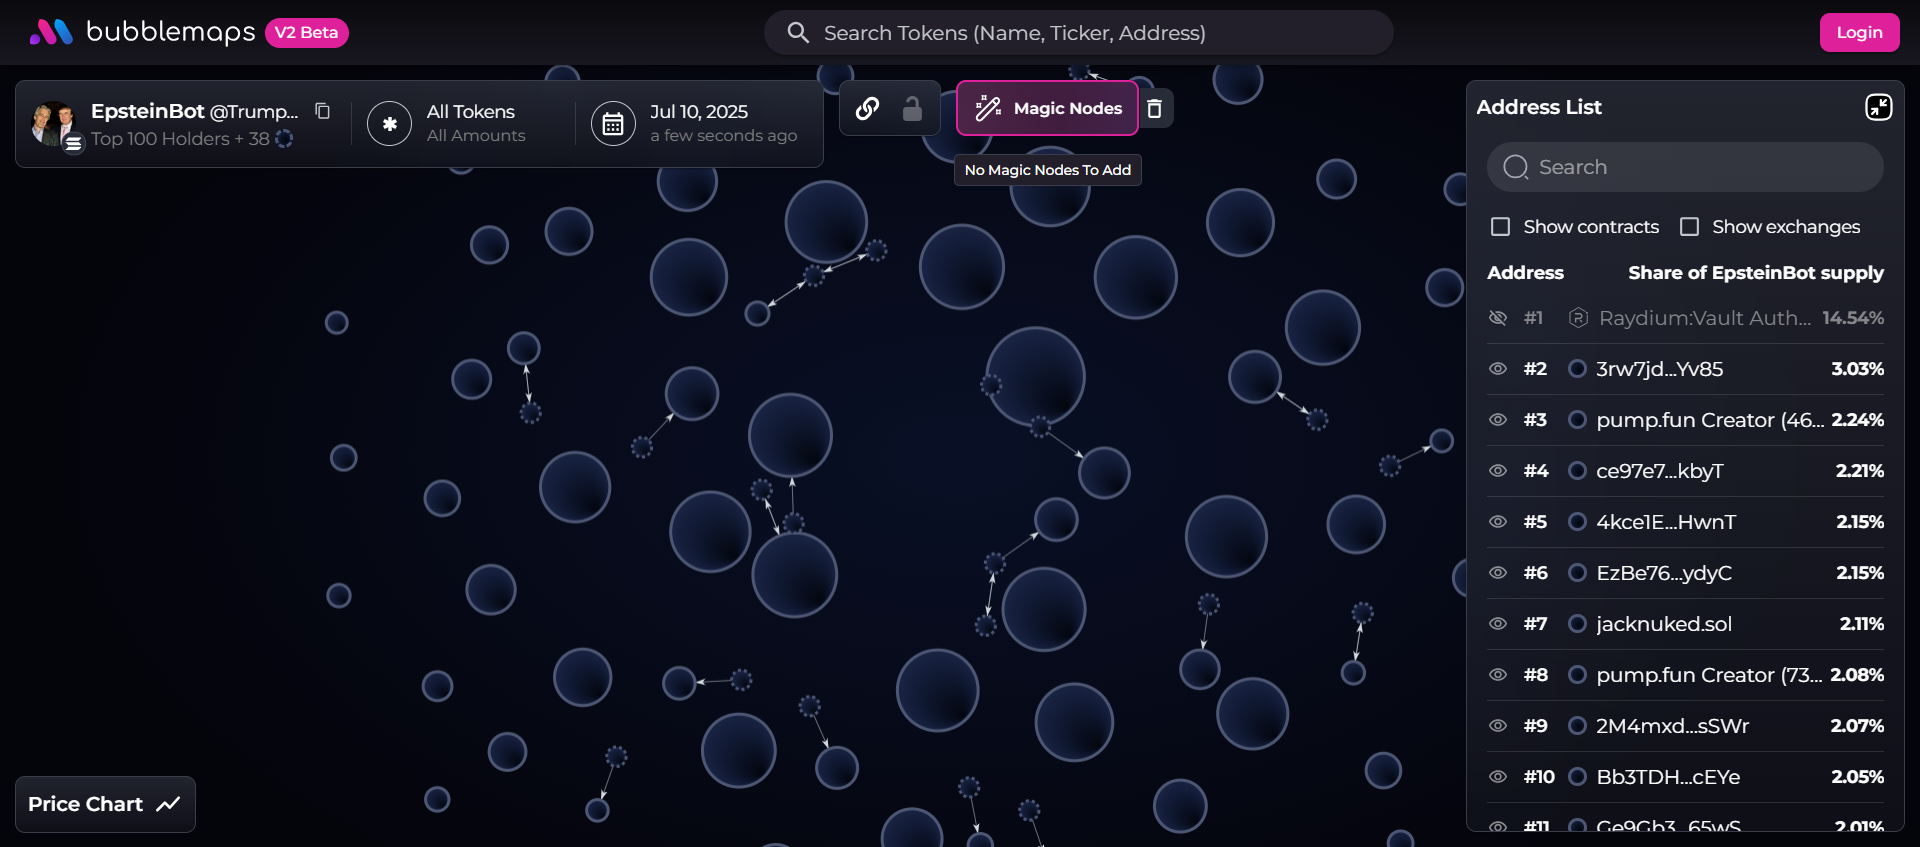 bubblemaps V2 Beta
Search Tokens (Name, Ticker, Address)
Login
EpsteinBot @Trump...
Top 100 Holders + 38
All Tokens
All Amounts
Jul 10, 2025
a few seconds ago
Magic Nodes
No Magic Nodes To Add
Address List
Search
Show contracts Show exchanges
Address Share of EpsteinBot supply
#1 Raydium:Vault Auth... 14.54%
#2 3rw7jd...Yv85 3.03%
#3 pump.fun Creator (46... 2.24%
#4 ce97e7...kbyT 2.21%
#5 4kce1E...HwnT 2.15%
#6 EzBe76...ydyC 2.15%
#7 jacknuked.sol 2.11%
#8 pump.fun Creator (73... 2.08%
#9 2M4mxd...sSWr 2.07%
#10 Bb3TDH...cEYe 2.05%
#11 Ge9Gb3...65wS 2.01%
Price Chart